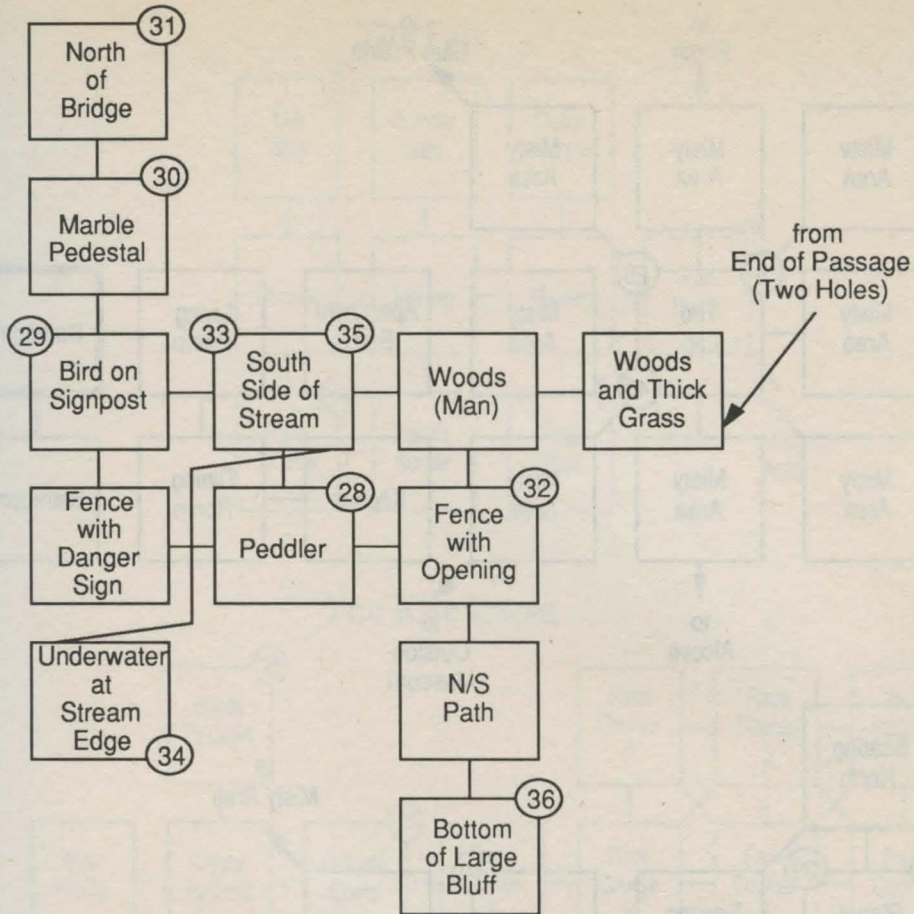 31
North
of
Bridge
30
Marble
Pedestal
from
End of Passage
(Two Holes)
29
Bird on
Signpost
33
35
South
Side of
Stream
Woods
(Man)
Woods
and Thick
Grass
Fence
with
Danger
Sign
28
Peddler
32
Fence
with
Opening
Underwater
at
Stream
Edge
34
N/S
Path
36
Bottom
of Large
Bluff